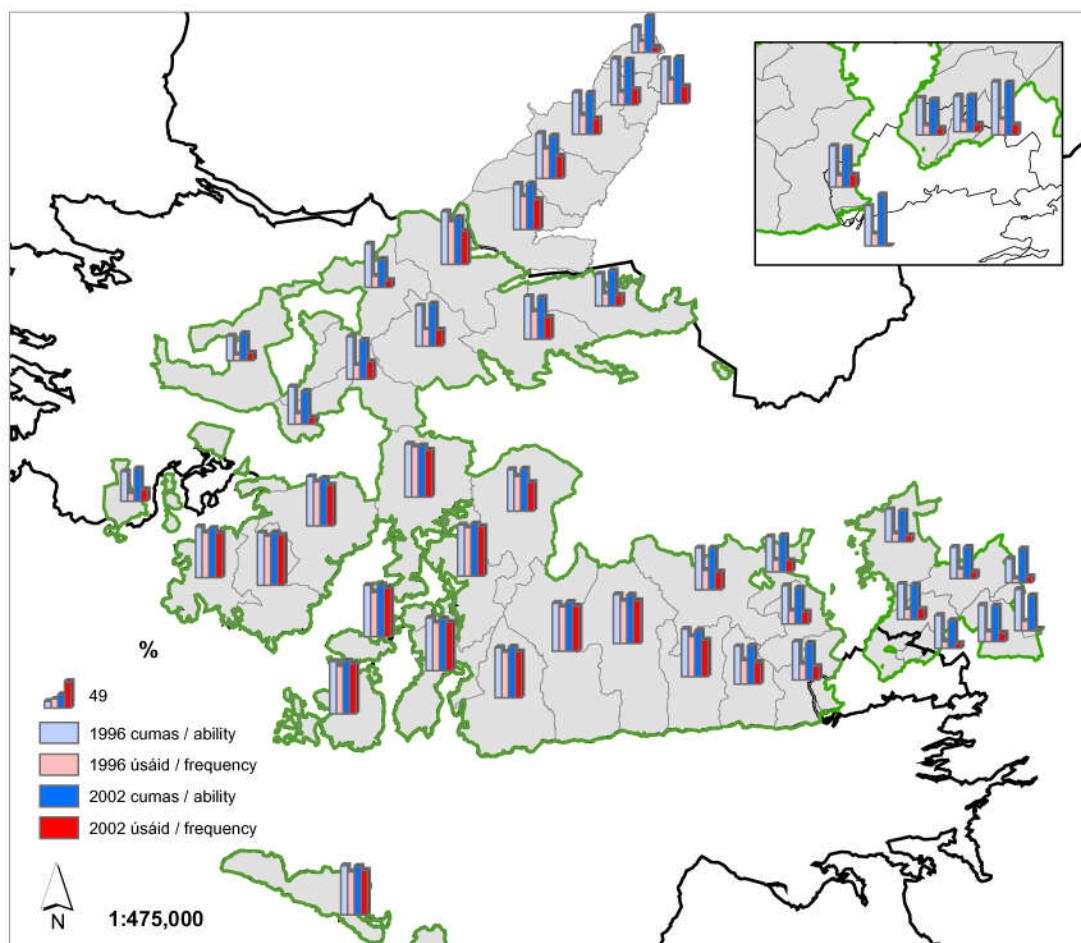 %
49
1996 cumas / ability
1996 úsáid / frequency
2002 cumas / ability
2002 úsáid / frequency
N
1:475,000